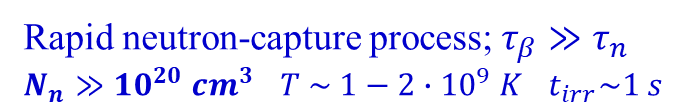 Rapid neutron-capture process; τ_β ≫ τ_n
N_n ≫ 10^20 cm^3 T ~ 1 − 2 · 10^9 K t_irr~1 s